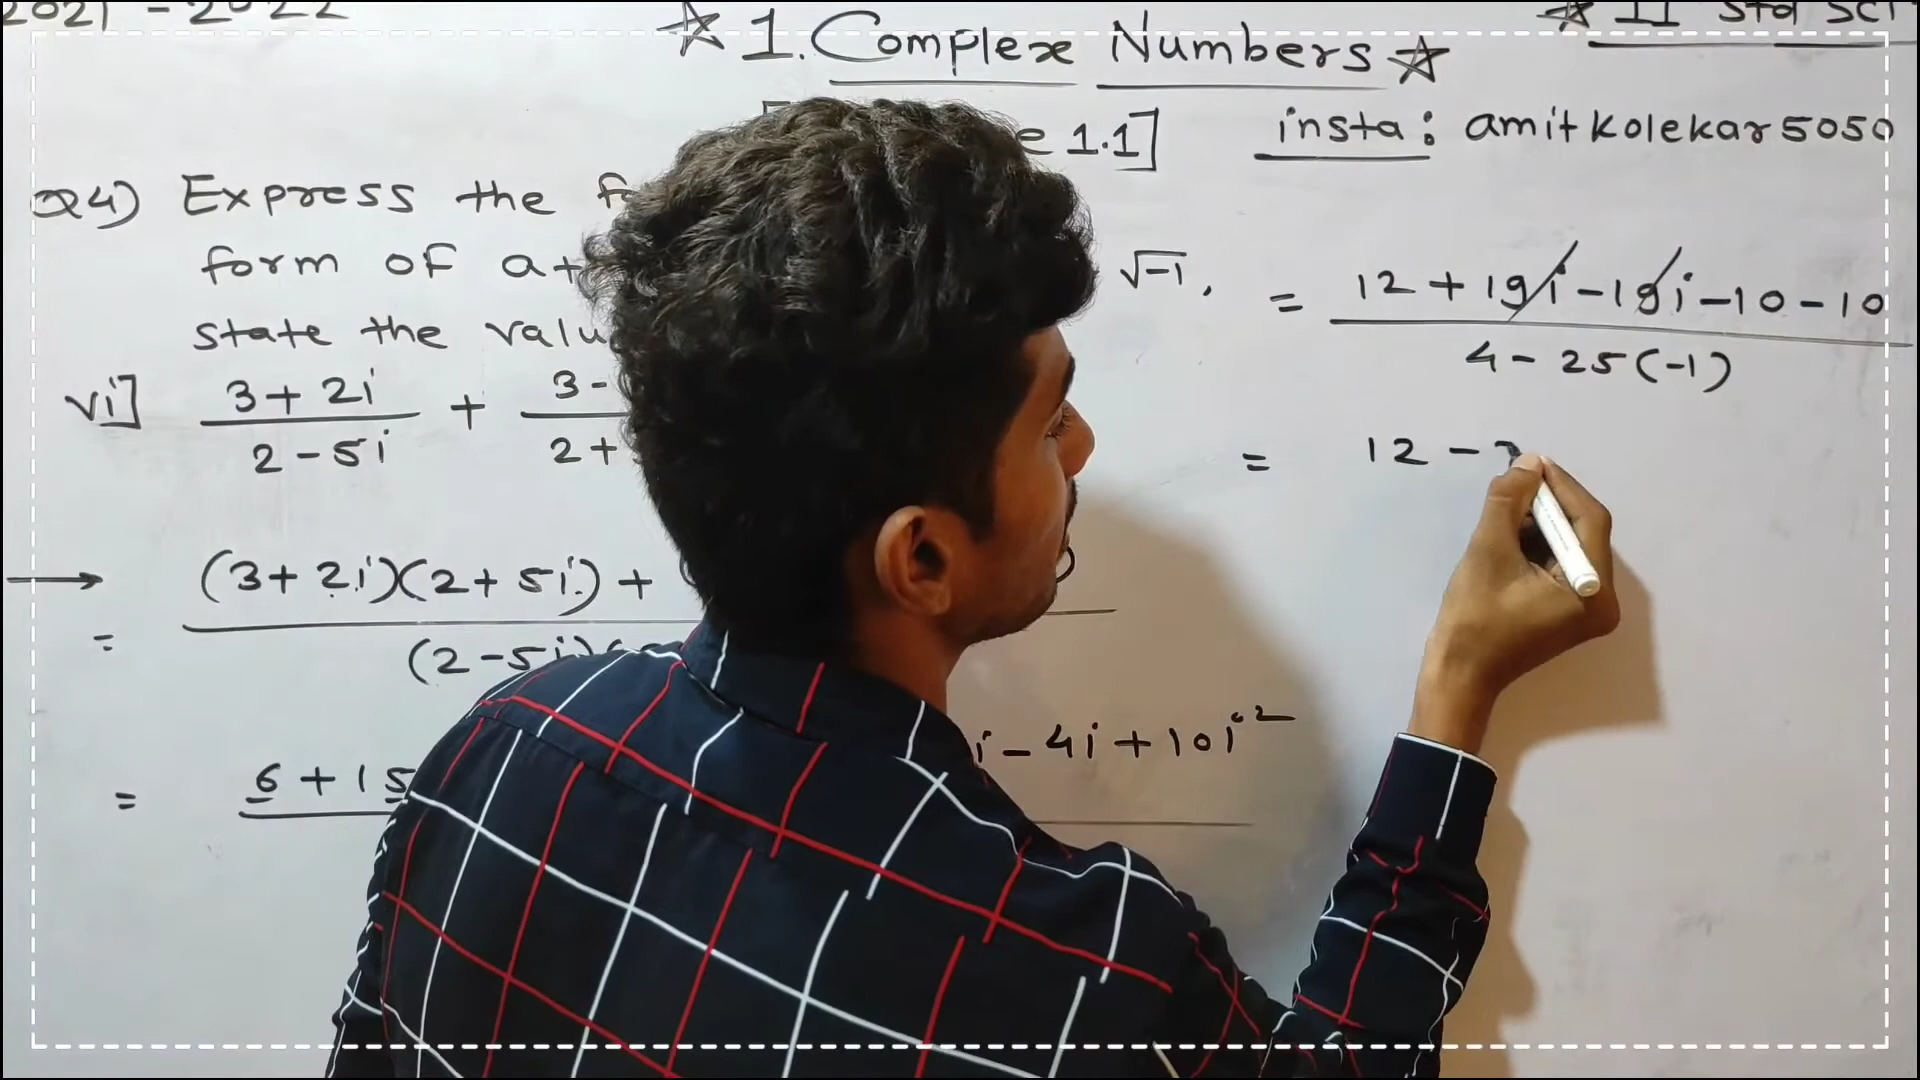 2021 - 2022
☆ 1. Complex Numbers ☆
☆ 11 std sci
e 1.1]
insta: amitkolekar5050
Q4) Express the
form of a+ √-1,
state the valu
vi] 3+2i / 2-5i + 3- / 2+
→ = (3+2i)(2+5i) + / (2-5i)(
= 6+15 i-4i+10i²
= 12+19i-19i-10-10 / 4-25(-1)
= 12-